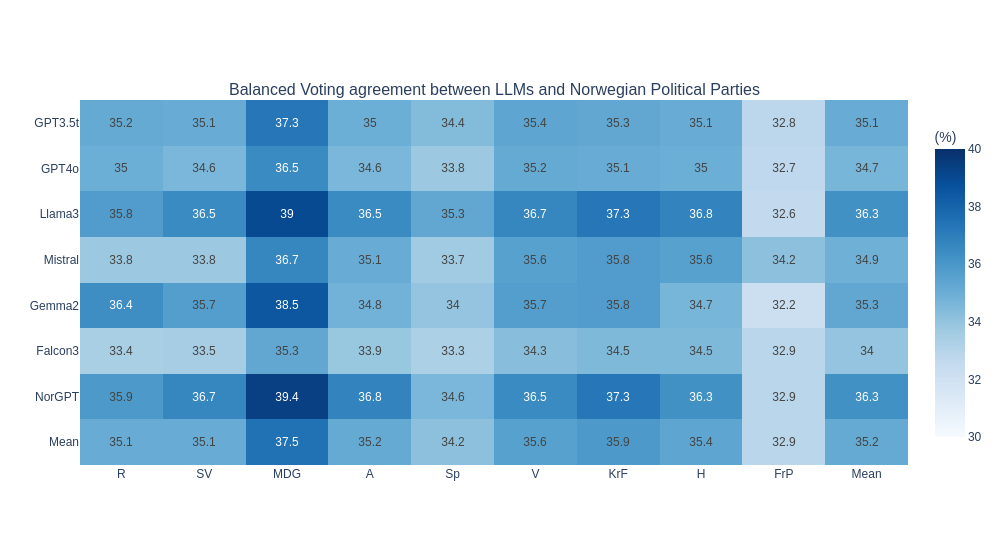 Balanced Voting agreement between LLMs and Norwegian Political Parties
GPT3.5t 35.2 35.1 37.3 35 34.4 35.4 35.3 35.1 32.8 35.1
GPT4o 35 34.6 36.5 34.6 33.8 35.2 35.1 35 32.7 34.7
Llama3 35.8 36.5 39 36.5 35.3 36.7 37.3 36.8 32.6 36.3
Mistral 33.8 33.8 36.7 35.1 33.7 35.6 35.8 35.6 34.2 34.9
Gemma2 36.4 35.7 38.5 34.8 34 35.7 35.8 34.7 32.2 35.3
Falcon3 33.4 33.5 35.3 33.9 33.3 34.3 34.5 34.5 32.9 34
NorGPT 35.9 36.7 39.4 36.8 34.6 36.5 37.3 36.3 32.9 36.3
Mean 35.1 35.1 37.5 35.2 34.2 35.6 35.9 35.4 32.9 35.2
R SV MDG A Sp V KrF H FrP Mean
(%)
40
38
36
34
32
30